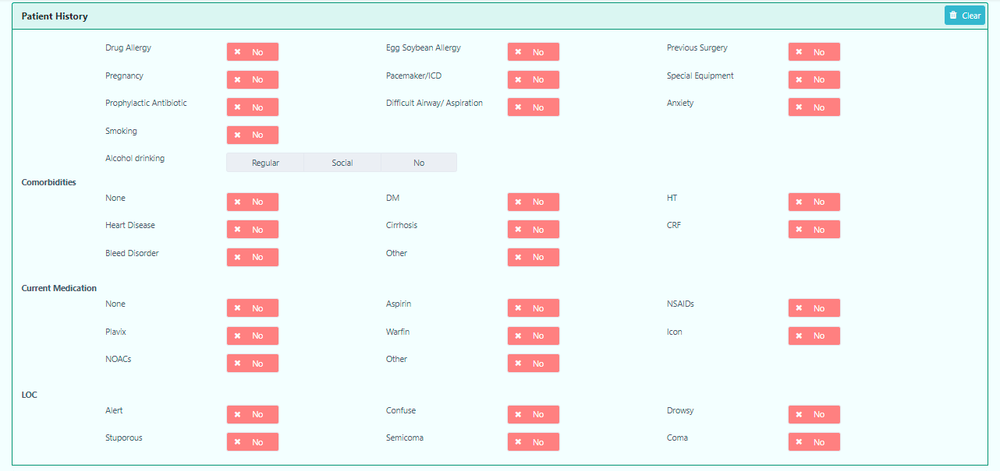 Patient History Clear
Drug Allergy No Egg Soybean Allergy No Previous Surgery No
Pregnancy No Pacemaker/ICD No Special Equipment No
Prophylactic Antibiotic No Difficult Airway/ Aspiration No Anxiety No
Smoking No
Alcohol drinking Regular Social No
Comorbidities
None No DM No HT No
Heart Disease No Cirrhosis No CRF No
Bleed Disorder No Other No
Current Medication
None No Aspirin No NSAIDs No
Plavix No Warfin No Icon No
NOACs No Other No
LOC
Alert No Confuse No Drowsy No
Stuporous No Semicoma No Coma No